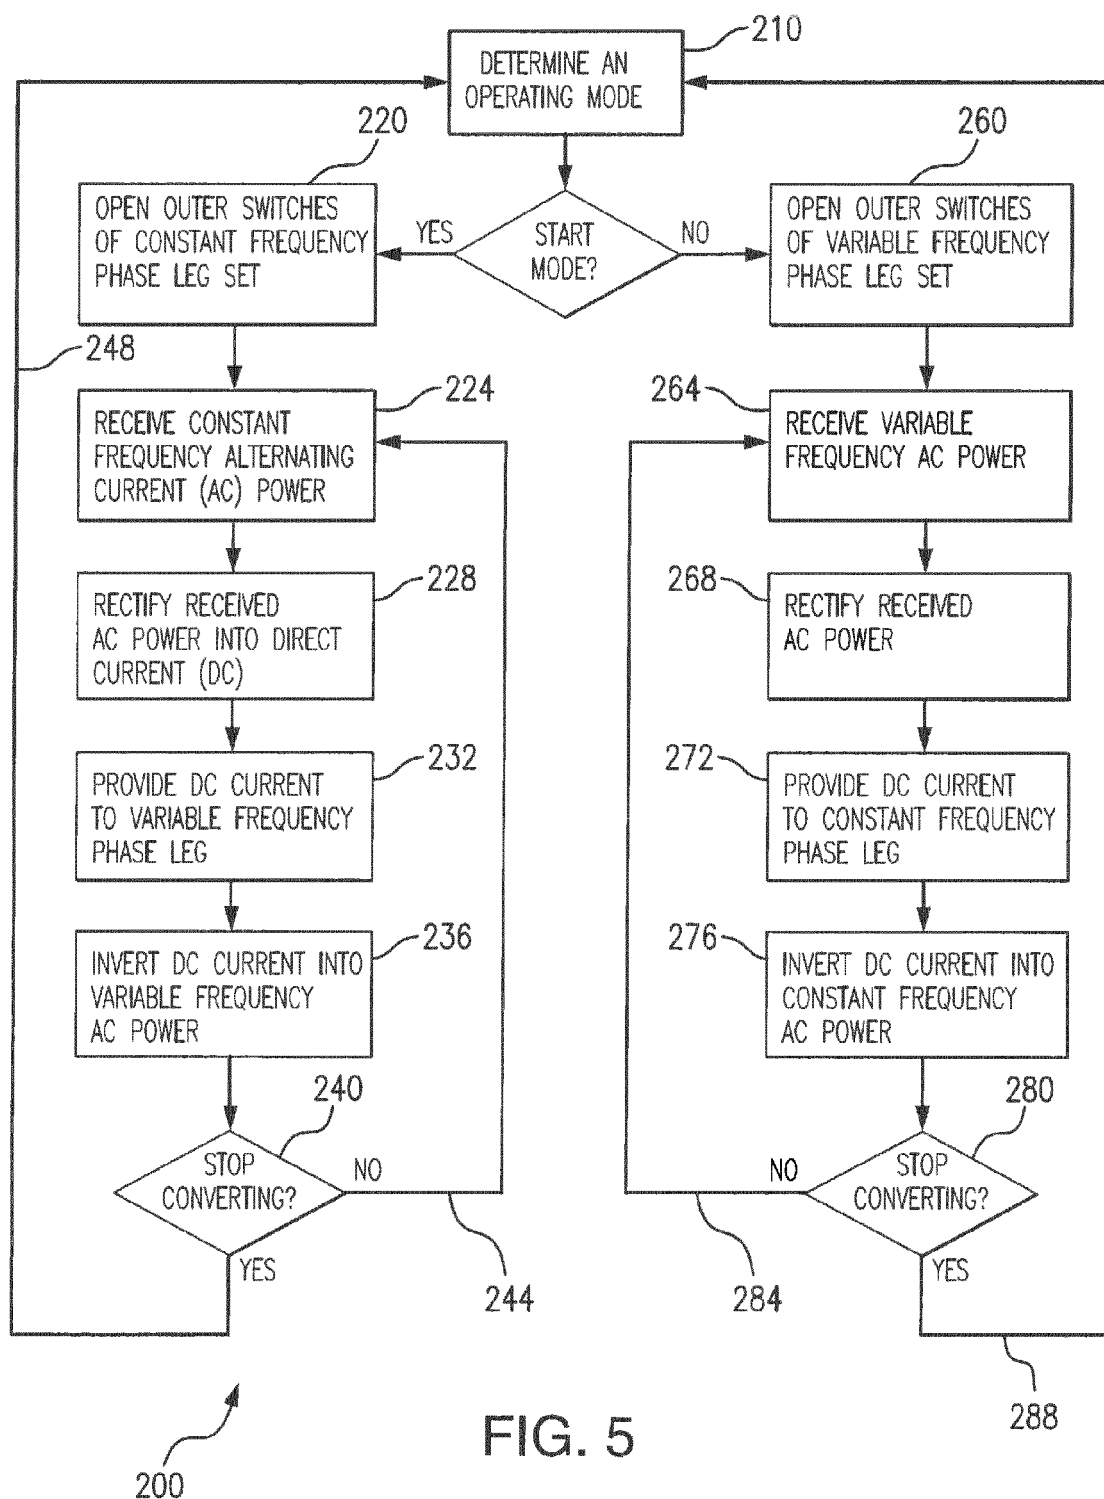 210
DETERMINE AN
OPERATING MODE
220
260
OPEN OUTER SWITCHES
OF CONSTANT FREQUENCY
PHASE LEG SET
YES
START
MODE?
NO
OPEN OUTER SWITCHES
OF VARIABLE FREQUENCY
PHASE LEG SET
248
224
RECEIVE CONSTANT
FREQUENCY ALTERNATING
CURRENT (AC) POWER
264
RECEIVE VARIABLE
FREQUENCY AC POWER
228
RECTIFY RECEIVED
AC POWER INTO DIRECT
CURRENT (DC)
268
RECTIFY RECEIVED
AC POWER
232
PROVIDE DC CURRENT
TO VARIABLE FREQUENCY
PHASE LEG
272
PROVIDE DC CURRENT
TO CONSTANT FREQUENCY
PHASE LEG
236
INVERT DC CURRENT INTO
VARIABLE FREQUENCY
AC POWER
276
INVERT DC CURRENT INTO
CONSTANT FREQUENCY
AC POWER
240
STOP
CONVERTING?
NO
YES
244
280
NO
STOP
CONVERTING?
YES
284
288
200
FIG. 5